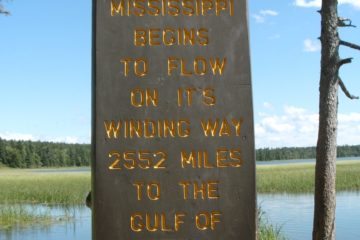 MISSISSIPPI
BEGINS
TO FLOW
ON IT'S
WINDING WAY
2552 MILES
TO THE
GULF OF